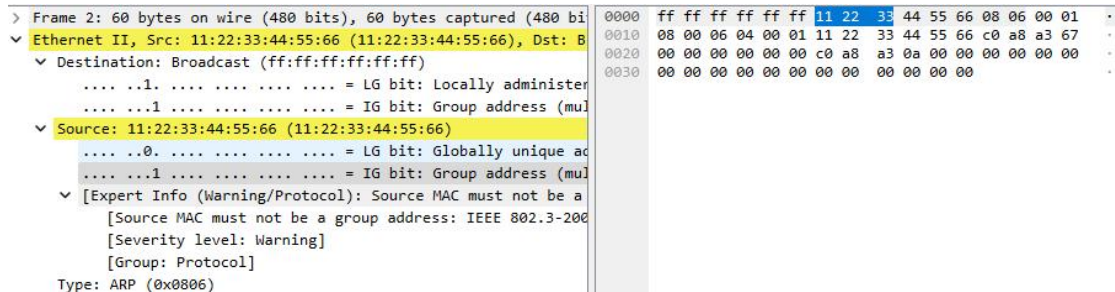 Frame 2: 60 bytes on wire (480 bits), 60 bytes captured (480 bi
Ethernet II, Src: 11:22:33:44:55:66 (11:22:33:44:55:66), Dst: B
Destination: Broadcast (ff:ff:ff:ff:ff:ff)
.... ..1. .... .... .... .... = LG bit: Locally administer
.... ...1 .... .... .... .... = IG bit: Group address (mul
Source: 11:22:33:44:55:66 (11:22:33:44:55:66)
.... ..0. .... .... .... .... = LG bit: Globally unique ad
.... ...1 .... .... .... .... = IG bit: Group address (mul
[Expert Info (Warning/Protocol): Source MAC must not be a
[Source MAC must not be a group address: IEEE 802.3-200
[Severity level: Warning]
[Group: Protocol]
Type: ARP (0x0806)
0000 ff ff ff ff ff ff 11 22 33 44 55 66 08 06 00 01
0010 08 00 06 04 00 01 11 22 33 44 55 66 c0 a8 a3 67
0020 00 00 00 00 00 00 c0 a8 a3 0a 00 00 00 00 00 00
0030 00 00 00 00 00 00 00 00 00 00 00 00